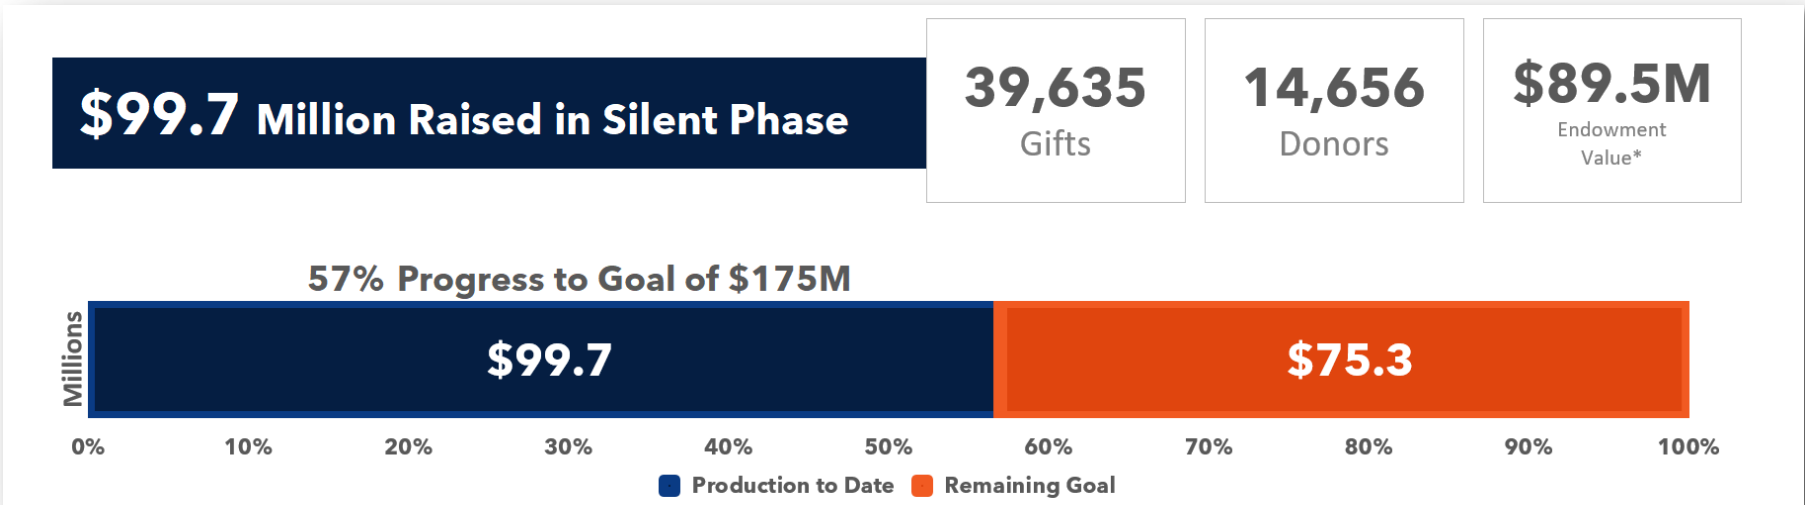 $99.7 Million Raised in Silent Phase
39,635
Gifts
14,656
Donors
$89.5M
Endowment
Value*
57% Progress to Goal of $175M
Millions
$99.7
$75.3
0% 10% 20% 30% 40% 50% 60% 70% 80% 90% 100%
Production to Date Remaining Goal